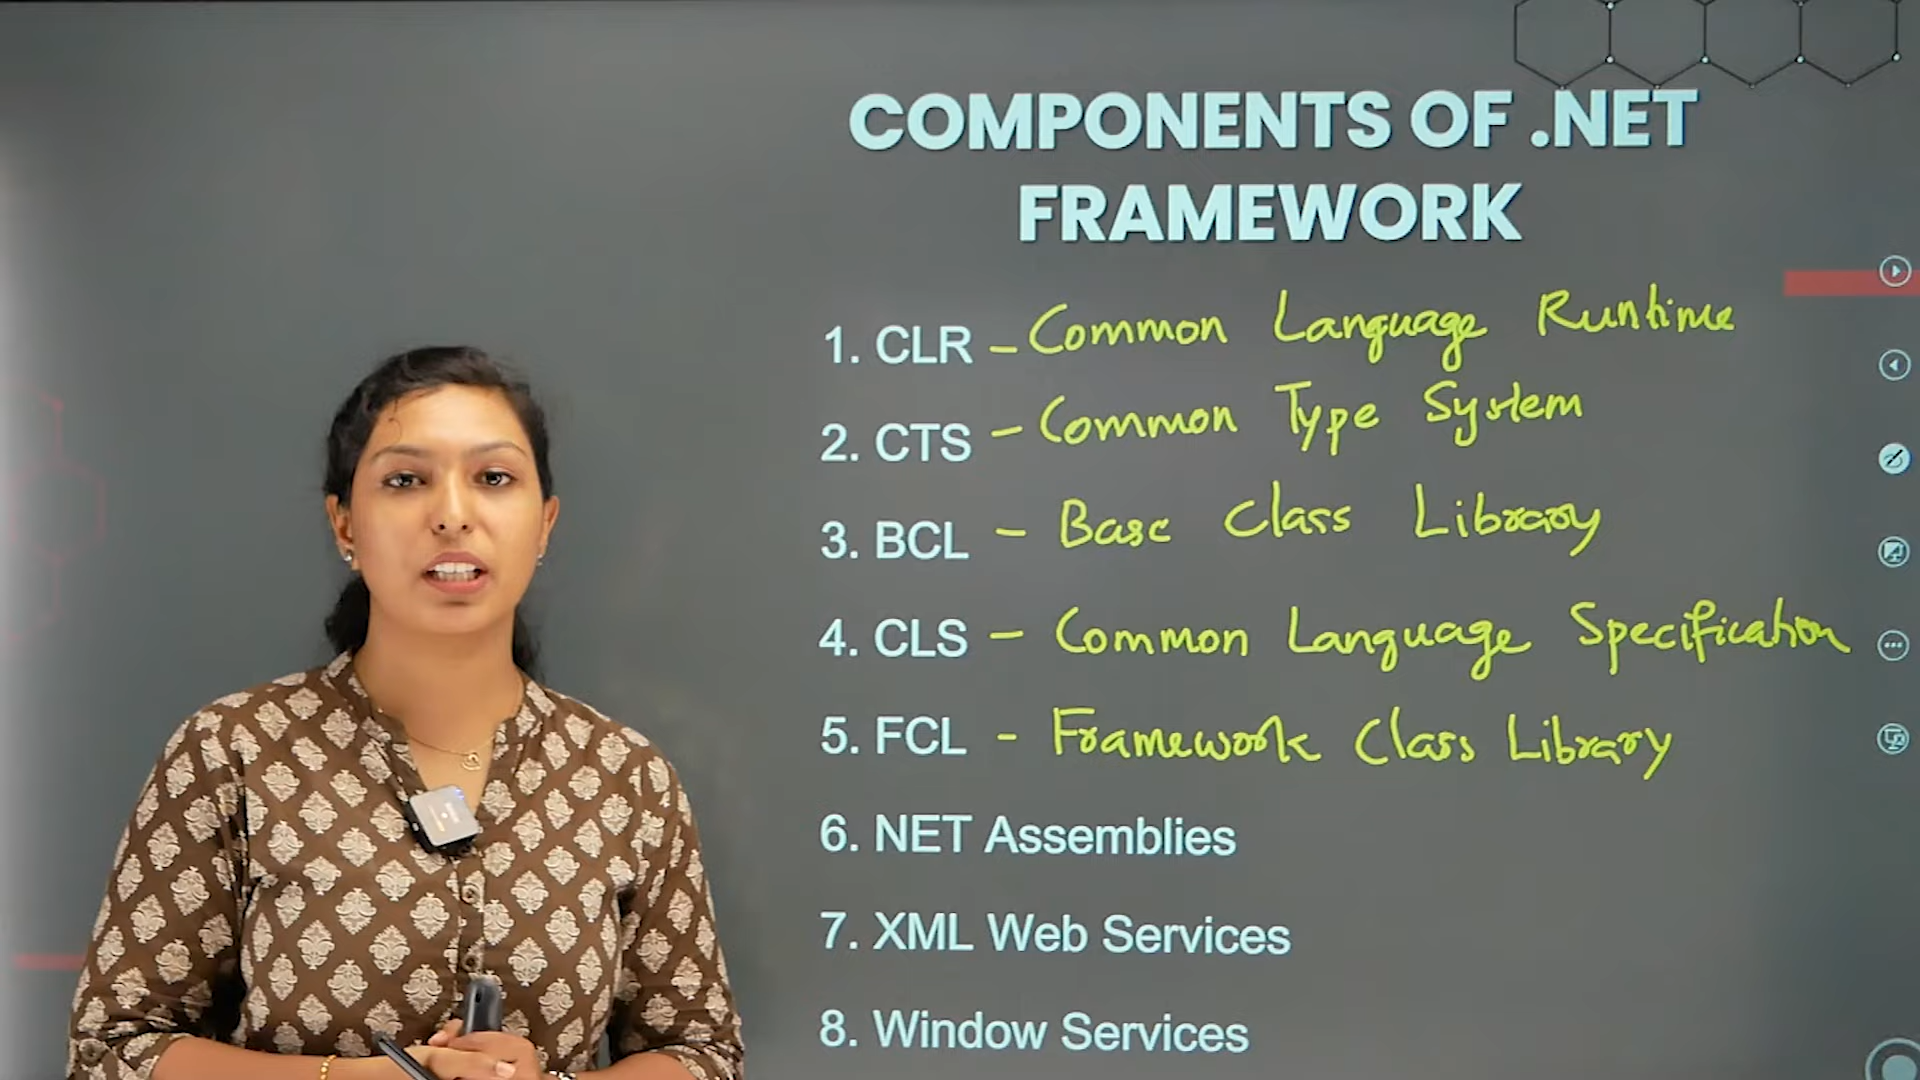 COMPONENTS OF .NET
FRAMEWORK
1. CLR - Common Language Runtime
2. CTS - Common Type System
3. BCL - Base Class Library
4. CLS - Common Language Specification
5. FCL - Framework Class Library
6. NET Assemblies
7. XML Web Services
8. Window Services